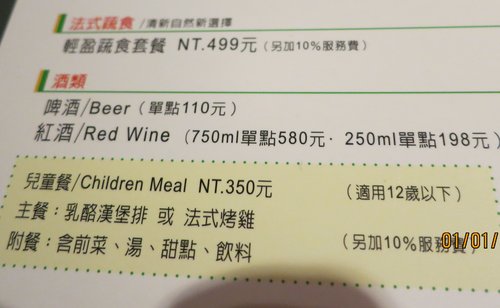 法式蔬食 /清新自然新選擇
輕盈蔬食套餐 NT.499元 (另加10%服務費)
酒類
啤酒/Beer (單點110元)
紅酒/Red Wine (750ml單點580元· 250ml單點198元)
兒童餐/Children Meal NT.350元 (適用12歲以下)
主餐：乳酪漢堡排 或 法式烤雞
附餐：含前菜、湯、甜點、飲料 (另加10%服務費)
01/01/